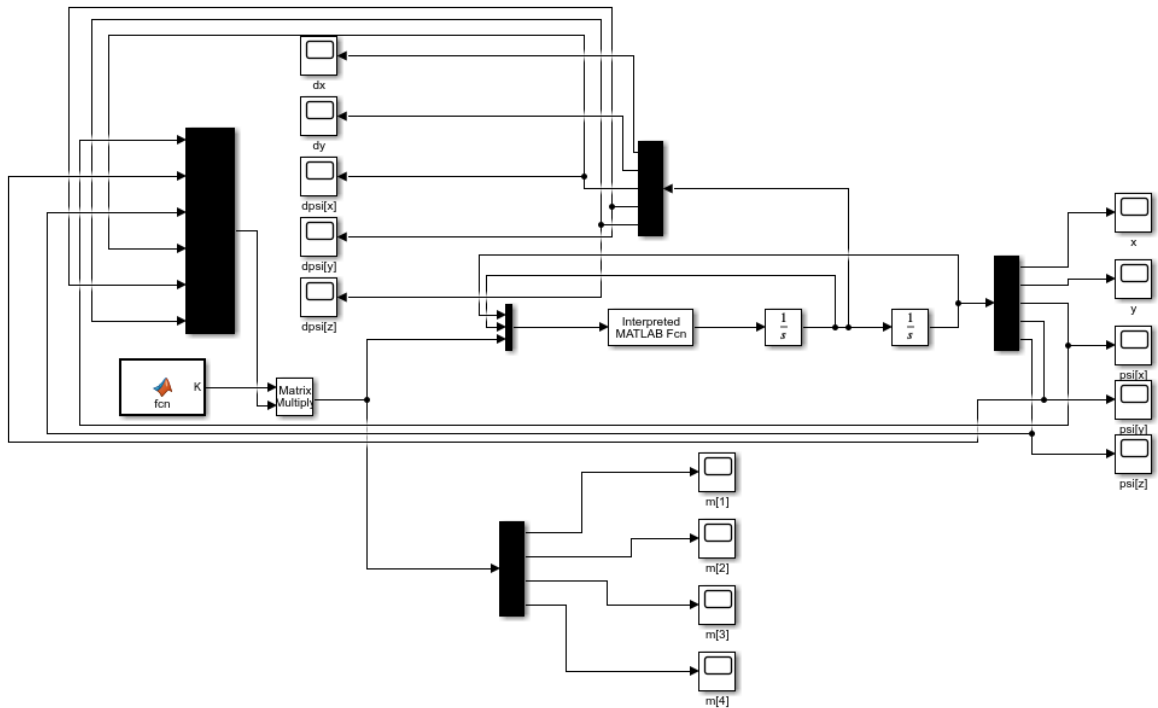 dx
dy
dpsi[x]
dpsi[y]
dpsi[z]
x
y
psi[x]
psi[y]
psi[z]
Interpreted
MATLAB Fcn
1
s
1
s
K
fcn
Matrix
Multiply
m[1]
m[2]
m[3]
m[4]